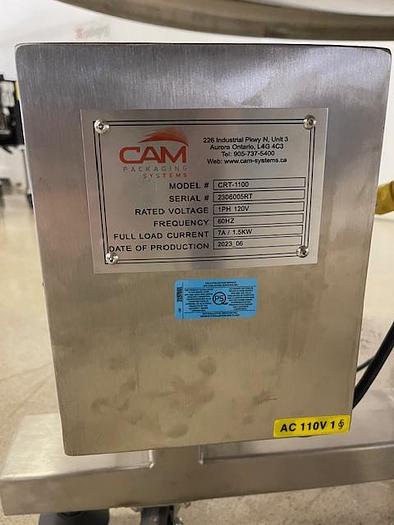 CAM
PACKAGING
SYSTEMS
226 Industrial Pkwy N, Unit 3
Aurora Ontario, L4G 4C3
Tel: 905-737-5400
Web: www.cam-systems.ca
MODEL # CRT-1100
SERIAL # 2306005RT
RATED VOLTAGE 1PH 120V
FREQUENCY 60HZ
FULL LOAD CURRENT 7A / 1.5KW
DATE OF PRODUCTION 2023_06
AC 110V 1